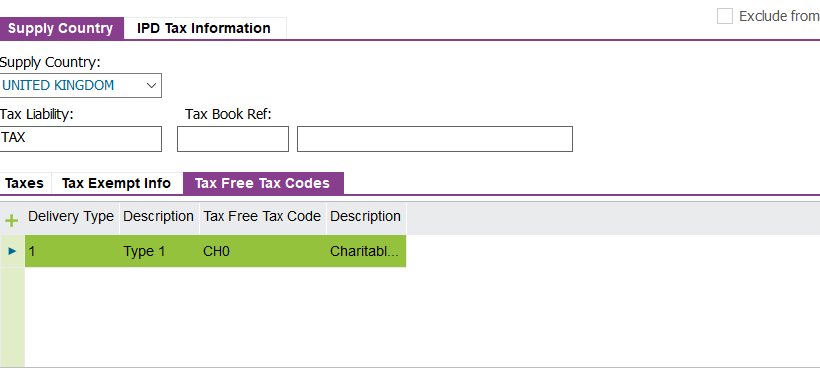 Exclude from
Supply Country IPD Tax Information
Supply Country:
UNITED KINGDOM
Tax Liability: Tax Book Ref:
TAX
Taxes Tax Exempt Info Tax Free Tax Codes
Delivery Type Description Tax Free Tax Code Description
1 Type 1 CH0 Charitabl...